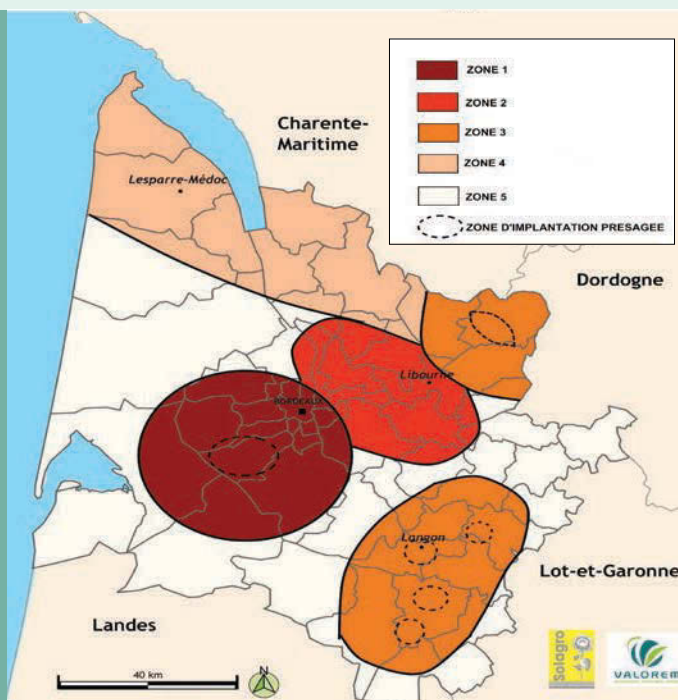 ZONE 1
ZONE 2
ZONE 3
ZONE 4
ZONE 5
ZONE D'IMPLANTATION PRESAGEE
Charente-
Maritime
Lesparre-Médoc
Dordogne
Libourne
BORDEAUX
Langon
Lot-et-Garonne
Landes
40 km
N
Solagro
VALOREM